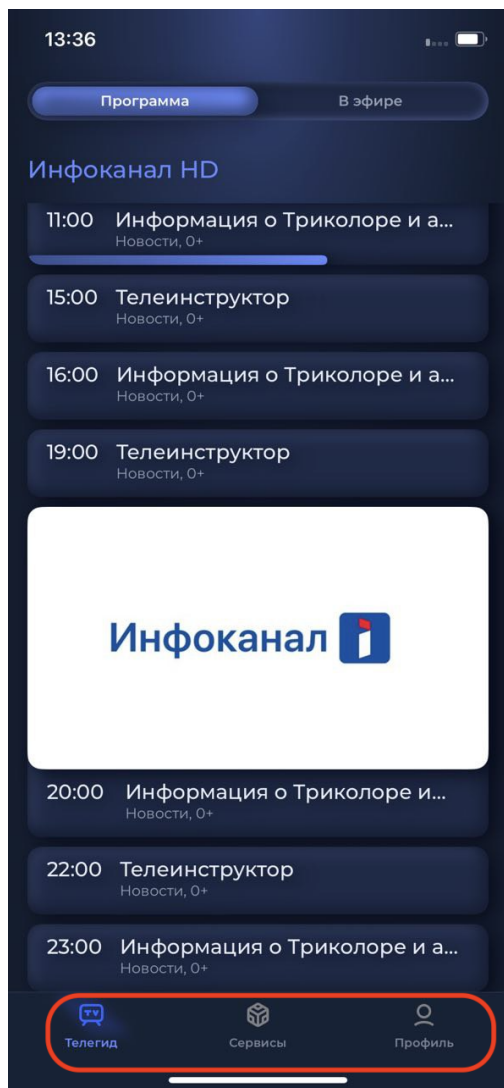 13:36
Программа
В эфире
Инфоканал HD
11:00 Информация о Триколоре и а...
Новости, 0+
15:00 Телеинструктор
Новости, 0+
16:00 Информация о Триколоре и а...
Новости, 0+
19:00 Телеинструктор
Новости, 0+
Инфоканал
20:00 Информация о Триколоре и...
Новости, 0+
22:00 Телеинструктор
Новости, 0+
23:00 Информация о Триколоре и а...
Новости, 0+
TV
Телегид
Сервисы
Профиль